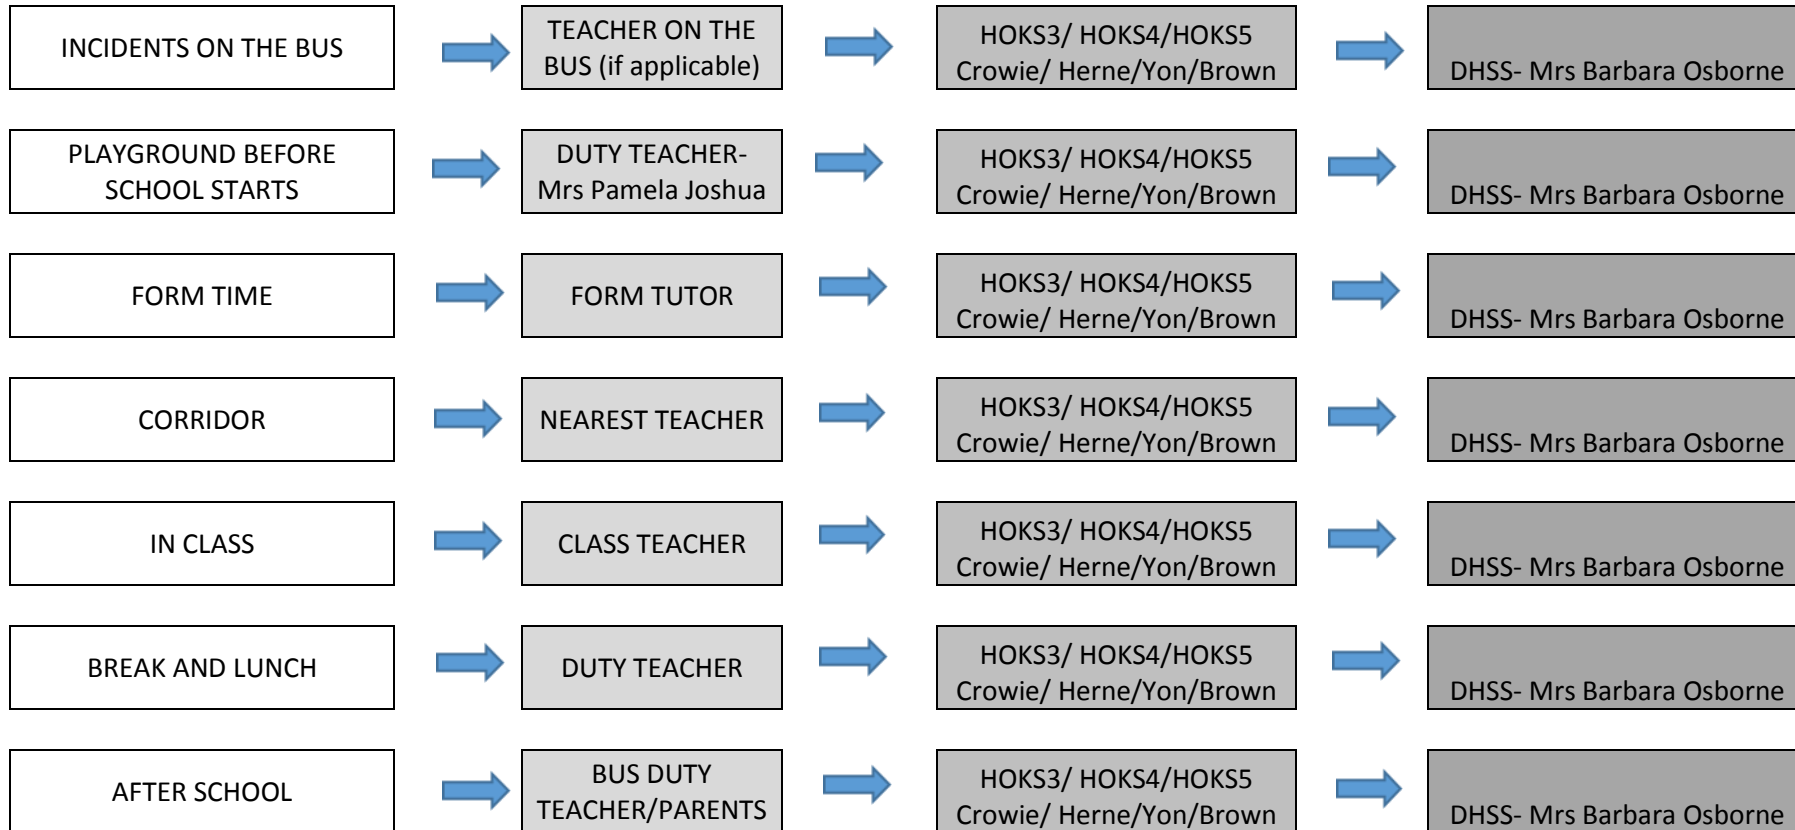 INCIDENTS ON THE BUS
TEACHER ON THE
BUS (if applicable)
HOKS3/ HOKS4/HOKS5
Crowie/ Herne/Yon/Brown
DHSS- Mrs Barbara Osborne
PLAYGROUND BEFORE
SCHOOL STARTS
DUTY TEACHER-
Mrs Pamela Joshua
HOKS3/ HOKS4/HOKS5
Crowie/ Herne/Yon/Brown
DHSS- Mrs Barbara Osborne
FORM TIME
FORM TUTOR
HOKS3/ HOKS4/HOKS5
Crowie/ Herne/Yon/Brown
DHSS- Mrs Barbara Osborne
CORRIDOR
NEAREST TEACHER
HOKS3/ HOKS4/HOKS5
Crowie/ Herne/Yon/Brown
DHSS- Mrs Barbara Osborne
IN CLASS
CLASS TEACHER
HOKS3/ HOKS4/HOKS5
Crowie/ Herne/Yon/Brown
DHSS- Mrs Barbara Osborne
BREAK AND LUNCH
DUTY TEACHER
HOKS3/ HOKS4/HOKS5
Crowie/ Herne/Yon/Brown
DHSS- Mrs Barbara Osborne
AFTER SCHOOL
BUS DUTY
TEACHER/PARENTS
HOKS3/ HOKS4/HOKS5
Crowie/ Herne/Yon/Brown
DHSS- Mrs Barbara Osborne